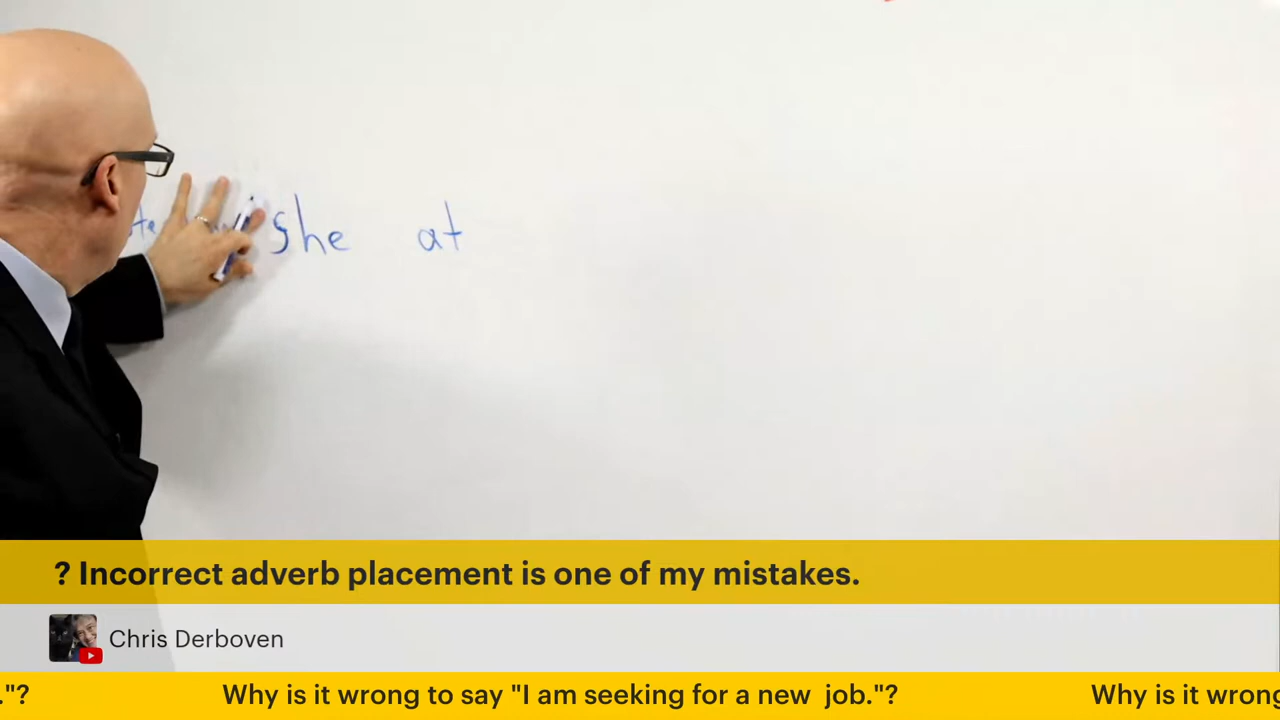 she at
? Incorrect adverb placement is one of my mistakes.
Chris Derboven
."? Why is it wrong to say "I am seeking for a new job."? Why is it wrong